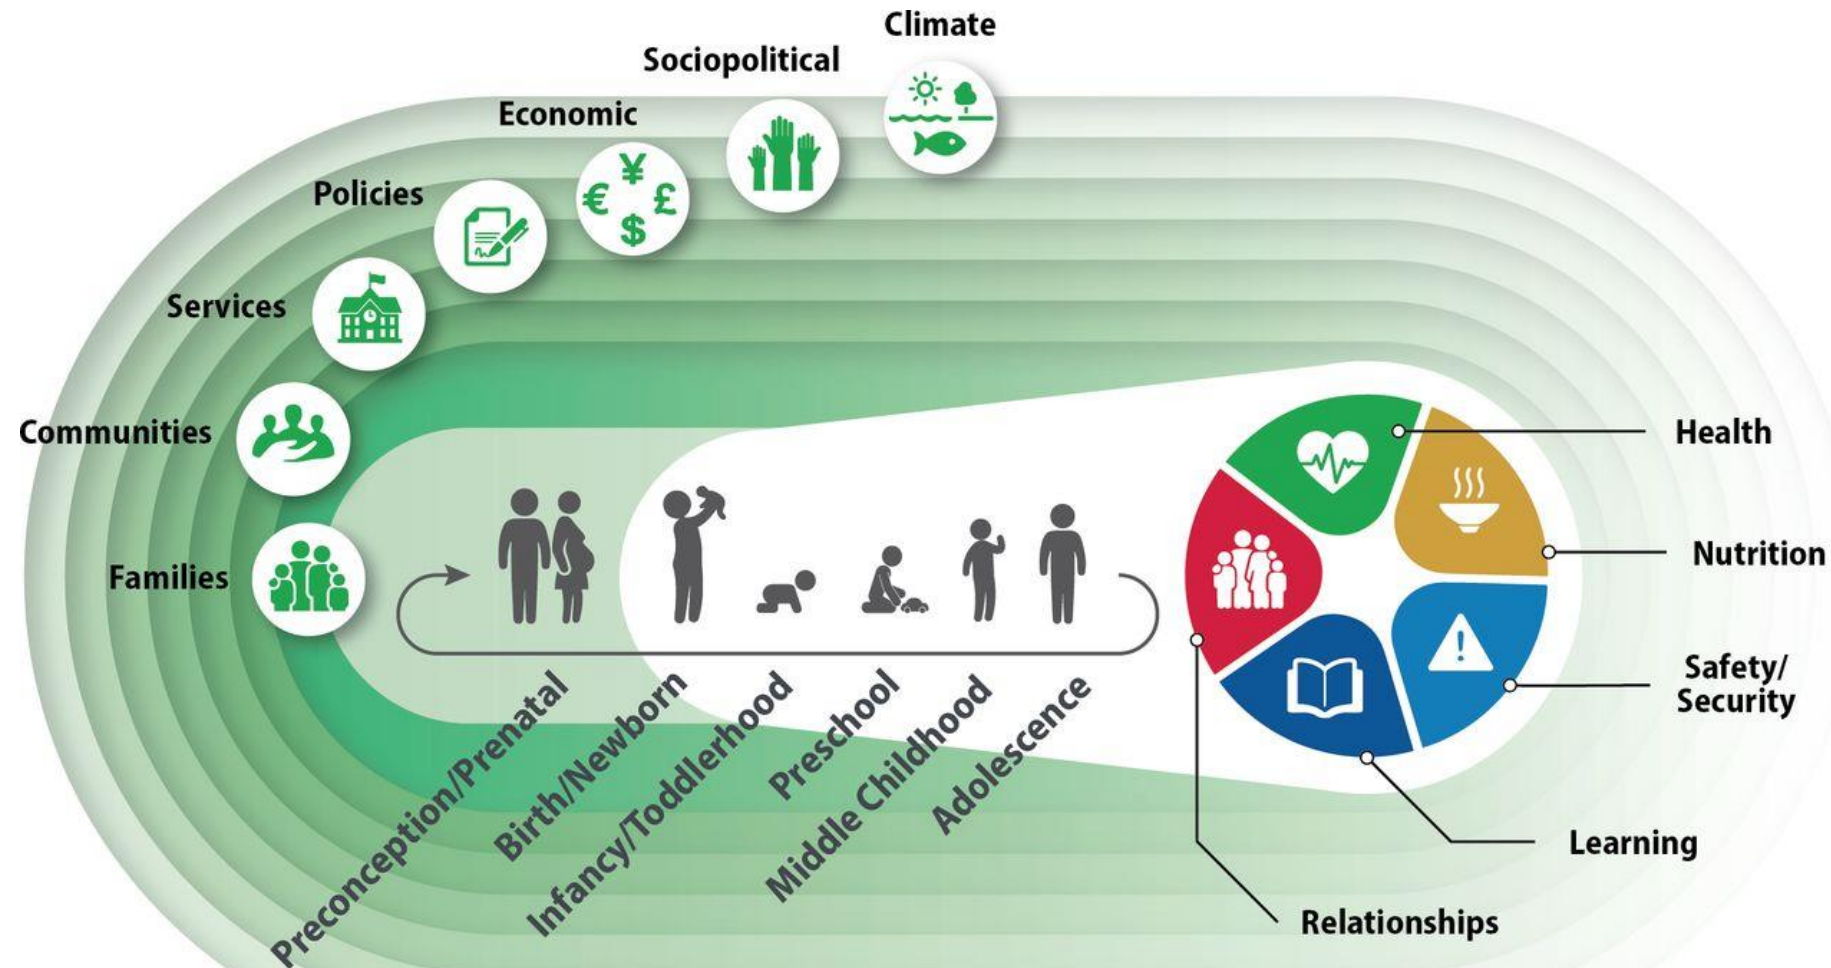 Climate
Sociopolitical
Economic
Policies
Services
Communities
Families
¥
€ £
$
Preconception/Prenatal
Birth/Newborn
Infancy/Toddlerhood
Preschool
Middle Childhood
Adolescence
Health
Nutrition
Safety/
Security
Learning
Relationships
!